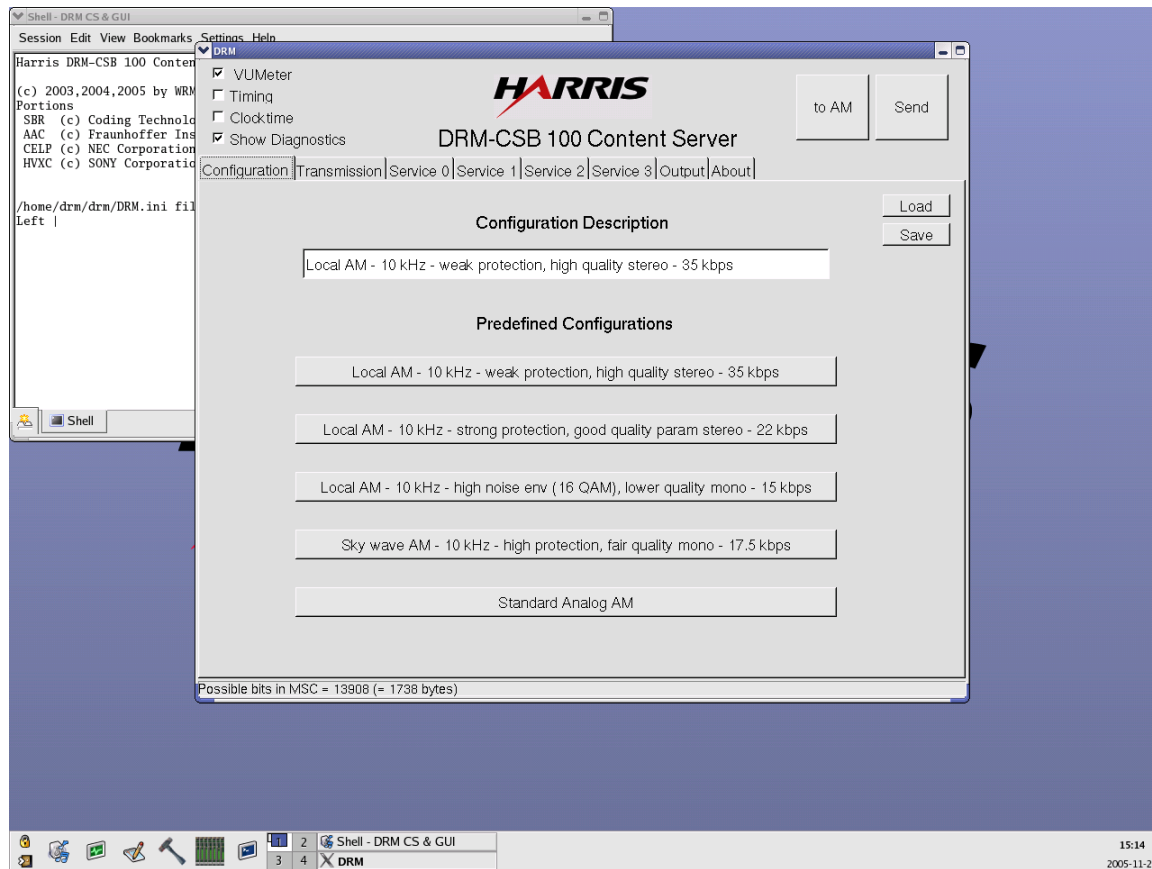 Shell - DRM CS & GUI
Session Edit View Bookmarks Settings Help
Harris DRM-CSB 100 Conten
(c) 2003,2004,2005 by WRM
Portions
SBR (c) Coding Technolo
AAC (c) Fraunhoffer Ins
CELP (c) NEC Corporation
HVXC (c) SONY Corporatio
/home/drm/drm/DRM.ini fil
Left |
Shell
DRM
VUMeter
Timing
Clocktime
Show Diagnostics
HARRIS
DRM-CSB 100 Content Server
to AM
Send
Configuration Transmission Service 0 Service 1 Service 2 Service 3 Output About
Load
Save
Configuration Description
Local AM - 10 kHz - weak protection, high quality stereo - 35 kbps
Predefined Configurations
Local AM - 10 kHz - weak protection, high quality stereo - 35 kbps
Local AM - 10 kHz - strong protection, good quality param stereo - 22 kbps
Local AM - 10 kHz - high noise env (16 QAM), lower quality mono - 15 kbps
Sky wave AM - 10 kHz - high protection, fair quality mono - 17.5 kbps
Standard Analog AM
Possible bits in MSC = 13908 (= 1738 bytes)
1 2 Shell - DRM CS & GUI
3 4 DRM
15:14
2005-11-2